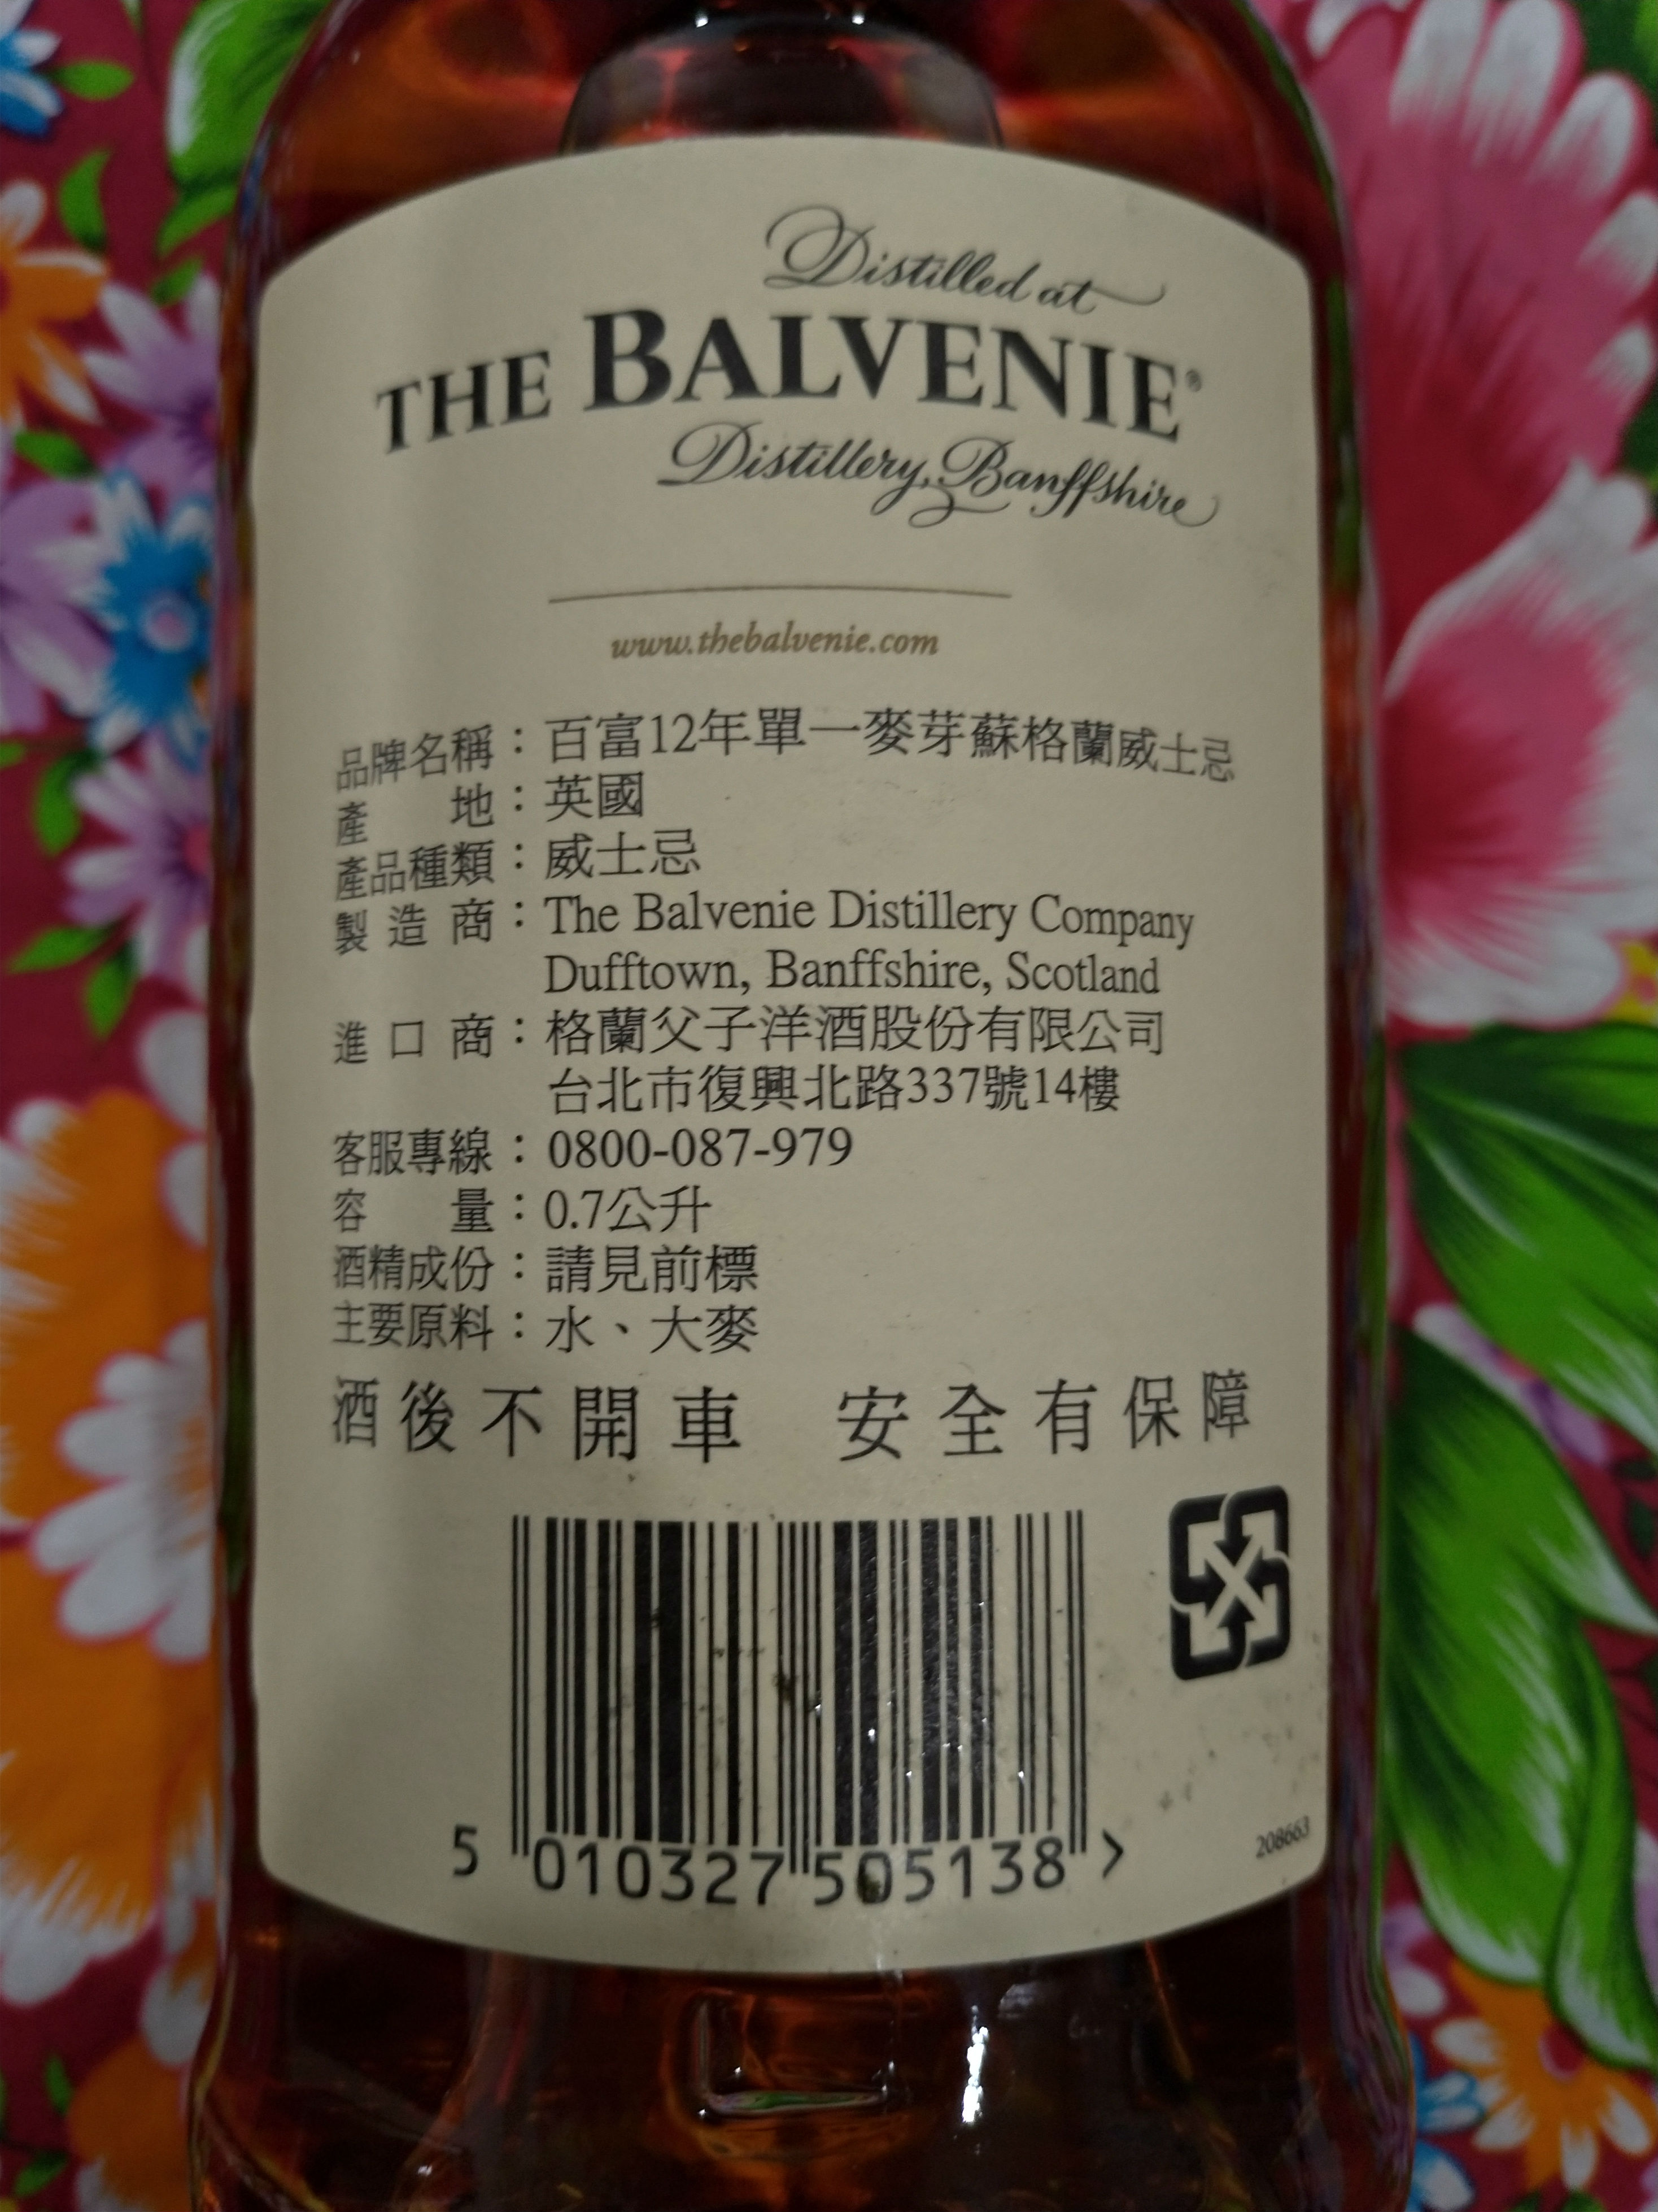 Distilled at
THE BALVENIE®
Distillery, Banffshire
www.thebalvenie.com
品牌名稱：百富12年單一麥芽蘇格蘭威士忌
產地：英國
產品種類：威士忌
製造商：The Balvenie Distillery Company
Dufftown, Banffshire, Scotland
進口商：格蘭父子洋酒股份有限公司
台北市復興北路337號14樓
客服專線：0800-087-979
容量：0.7公升
酒精成份：請見前標
主要原料：水、大麥
酒後不開車 安全有保障
5 010327 505138 >
208663